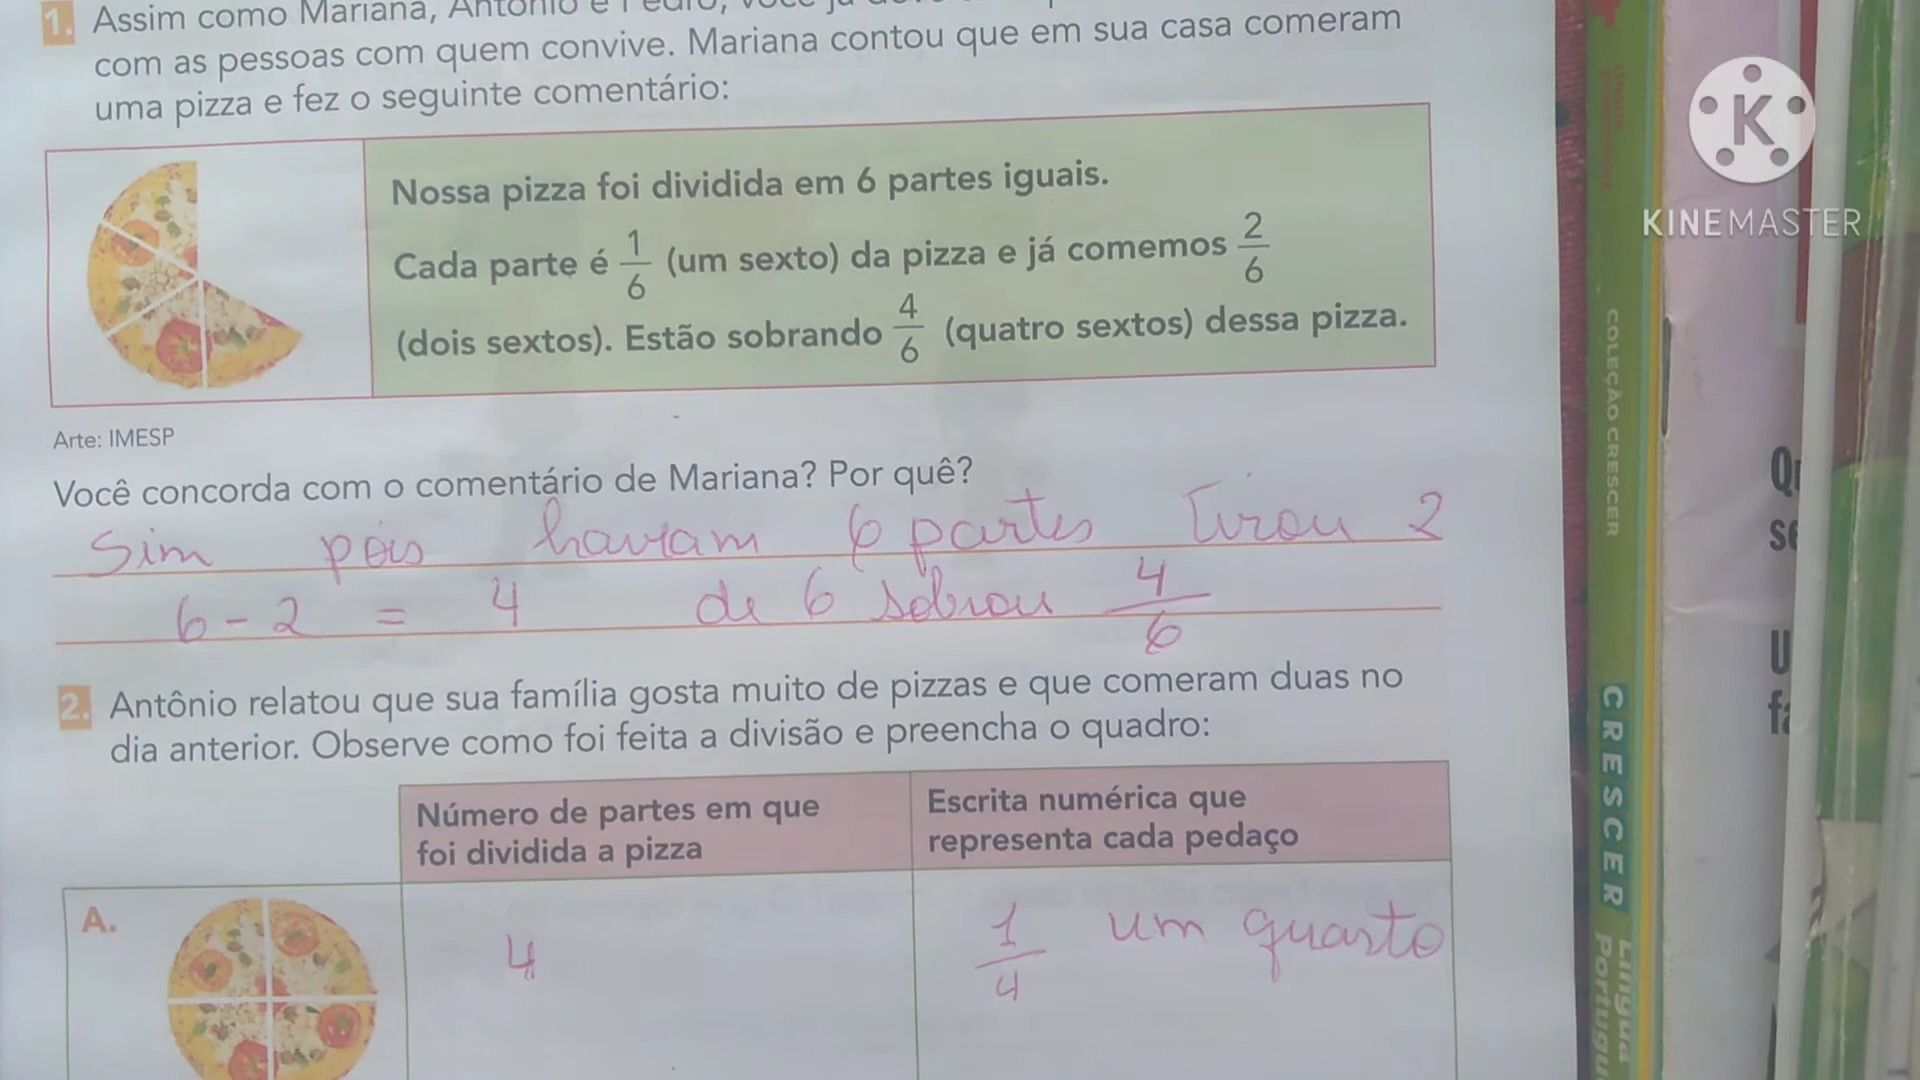 1. Assim como Mariana, Antônio e Pedro, você já
com as pessoas com quem convive. Mariana contou que em sua casa comeram
uma pizza e fez o seguinte comentário:
Nossa pizza foi dividida em 6 partes iguais.
Cada parte é 1/6 (um sexto) da pizza e já comemos 2/6
(dois sextos). Estão sobrando 4/6 (quatro sextos) dessa pizza.
Arte: IMESP
Você concorda com o comentário de Mariana? Por quê?
Sim pois haviam 6 partes Tirou 2
6 - 2 = 4 de 6 sobrou 4/6
2. Antônio relatou que sua família gosta muito de pizzas e que comeram duas no
dia anterior. Observe como foi feita a divisão e preencha o quadro:
Número de partes em que
foi dividida a pizza
Escrita numérica que
representa cada pedaço
A.
4
1/4 um quarto
K
KINEMASTER
COLEÇÃO CRESCER
CRESCER
Língua